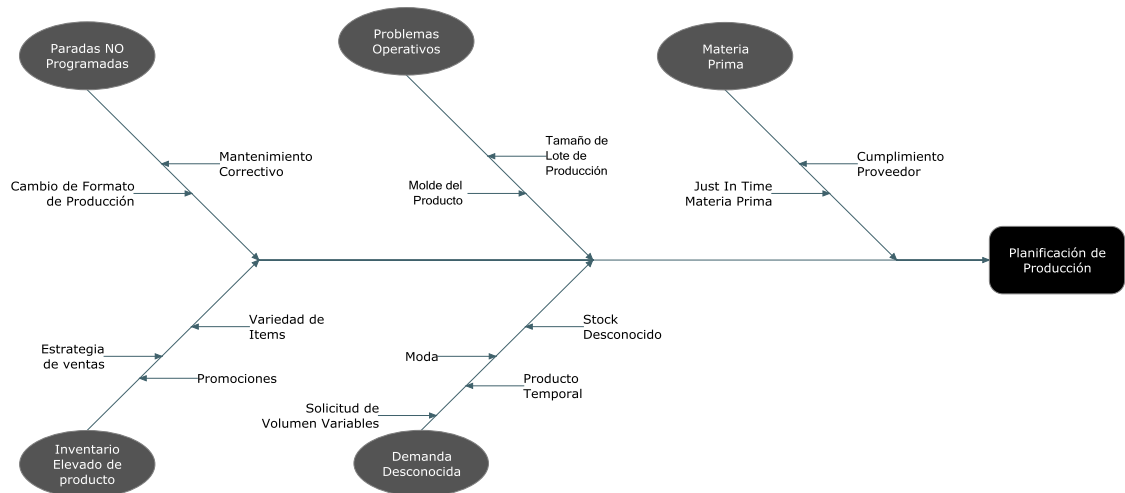 Paradas NO
Programadas
Problemas
Operativos
Materia
Prima
Mantenimiento
Correctivo
Cambio de Formato
de Producción
Tamaño de
Lote de
Producción
Molde del
Producto
Cumplimiento
Proveedor
Just In Time
Materia Prima
Planificación de
Producción
Variedad de
Items
Estrategia
de ventas
Promociones
Stock
Desconocido
Moda
Producto
Temporal
Solicitud de
Volumen Variables
Inventario
Elevado de
producto
Demanda
Desconocida